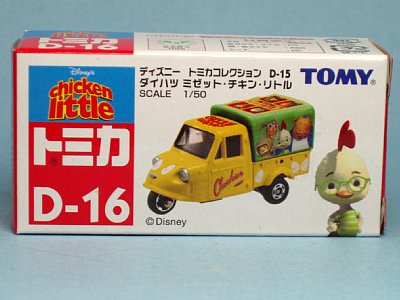 Disney's
chicken
little
トミカ
D-16
ディズニー トミカコレクション D-15
ダイハツ ミゼット・チキン・リトル
SCALE 1/50
TOMY
©Disney